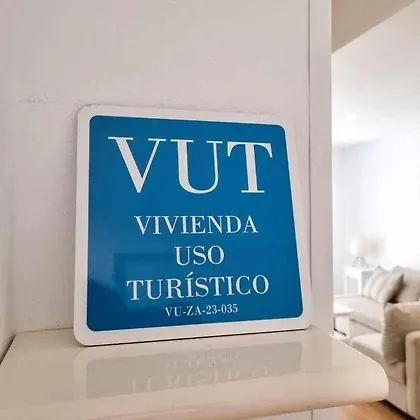 VUT
VIVIENDA
USO
TURÍSTICO
VU-ZA-23-035